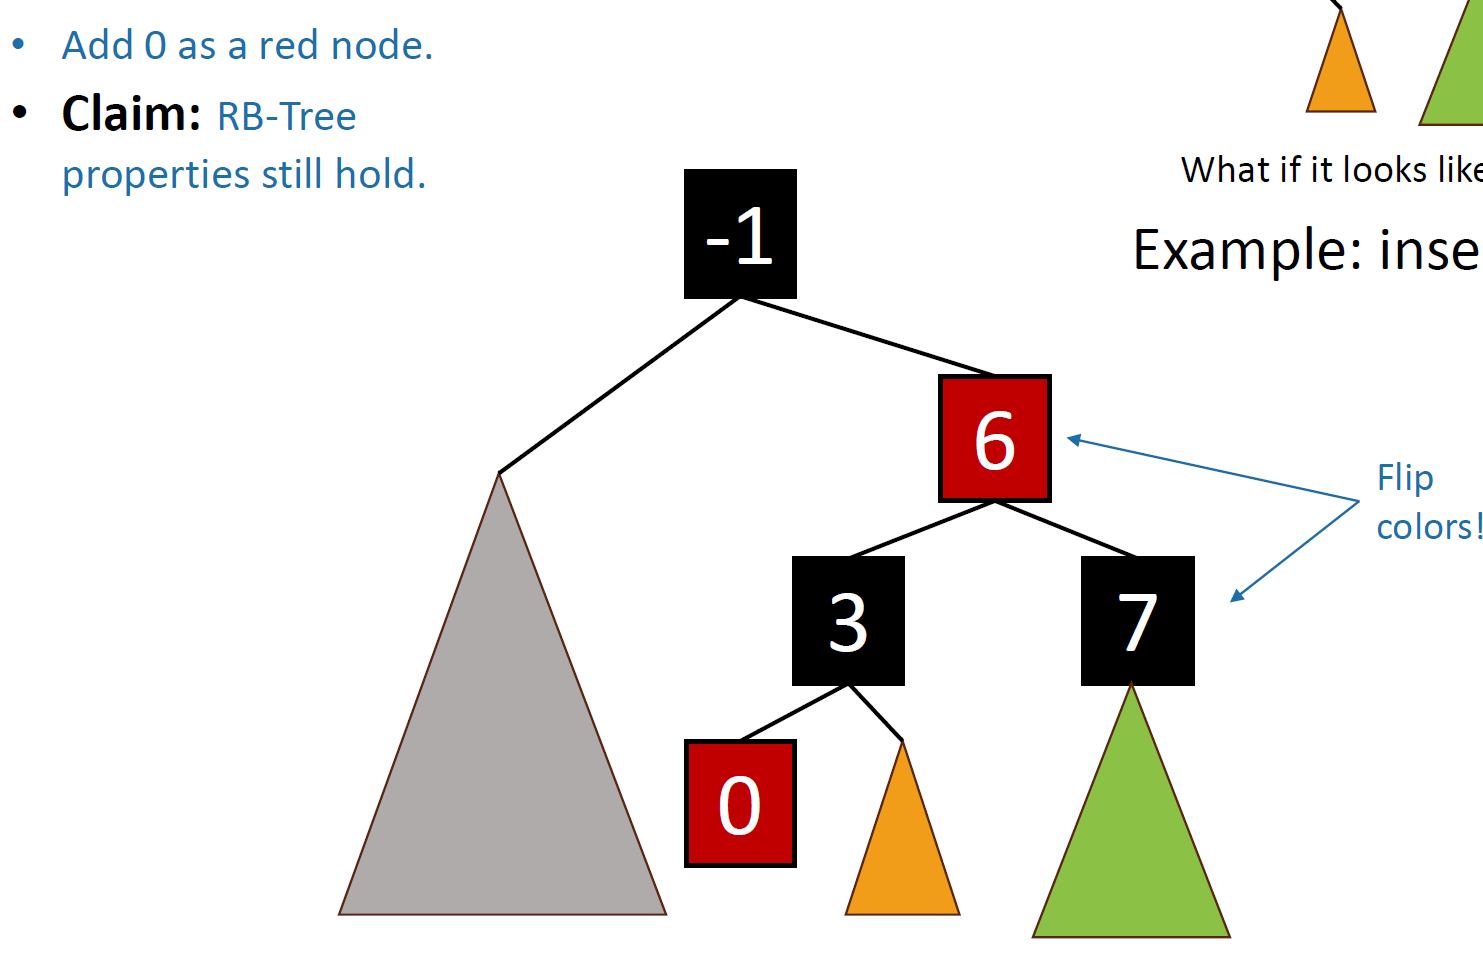 • Add 0 as a red node.
• Claim: RB-Tree
properties still hold.
What if it looks like
Example: inse
-1
6
Flip
colors!
3
7
0